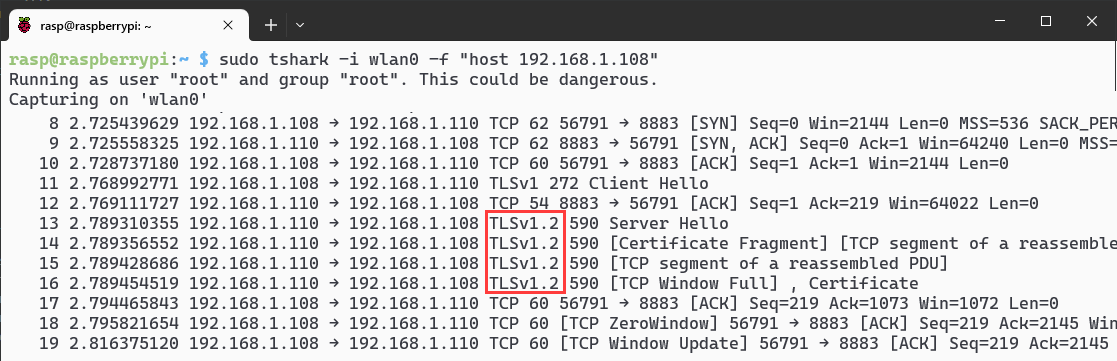 rasp@raspberrypi: ~
rasp@raspberrypi:~ $ sudo tshark -i wlan0 -f "host 192.168.1.108"
Running as user "root" and group "root". This could be dangerous.
Capturing on 'wlan0'
8 2.725439629 192.168.1.108 → 192.168.1.110 TCP 62 56791 → 8883 [SYN] Seq=0 Win=2144 Len=0 MSS=536 SACK_PER
9 2.725558325 192.168.1.110 → 192.168.1.108 TCP 62 8883 → 56791 [SYN, ACK] Seq=0 Ack=1 Win=64240 Len=0 MSS=
10 2.728737180 192.168.1.108 → 192.168.1.110 TCP 60 56791 → 8883 [ACK] Seq=1 Ack=1 Win=2144 Len=0
11 2.768992771 192.168.1.108 → 192.168.1.110 TLSv1 272 Client Hello
12 2.769111727 192.168.1.110 → 192.168.1.108 TCP 54 8883 → 56791 [ACK] Seq=1 Ack=219 Win=64022 Len=0
13 2.789310355 192.168.1.110 → 192.168.1.108 TLSv1.2 590 Server Hello
14 2.789356552 192.168.1.110 → 192.168.1.108 TLSv1.2 590 [Certificate Fragment] [TCP segment of a reassemble
15 2.789428686 192.168.1.110 → 192.168.1.108 TLSv1.2 590 [TCP segment of a reassembled PDU]
16 2.789454519 192.168.1.110 → 192.168.1.108 TLSv1.2 590 [TCP Window Full] , Certificate
17 2.794465843 192.168.1.108 → 192.168.1.110 TCP 60 56791 → 8883 [ACK] Seq=219 Ack=1073 Win=1072 Len=0
18 2.795821654 192.168.1.108 → 192.168.1.110 TCP 60 [TCP ZeroWindow] 56791 → 8883 [ACK] Seq=219 Ack=2145 Win
19 2.816375120 192.168.1.108 → 192.168.1.110 TCP 60 [TCP Window Update] 56791 → 8883 [ACK] Seq=219 Ack=2145